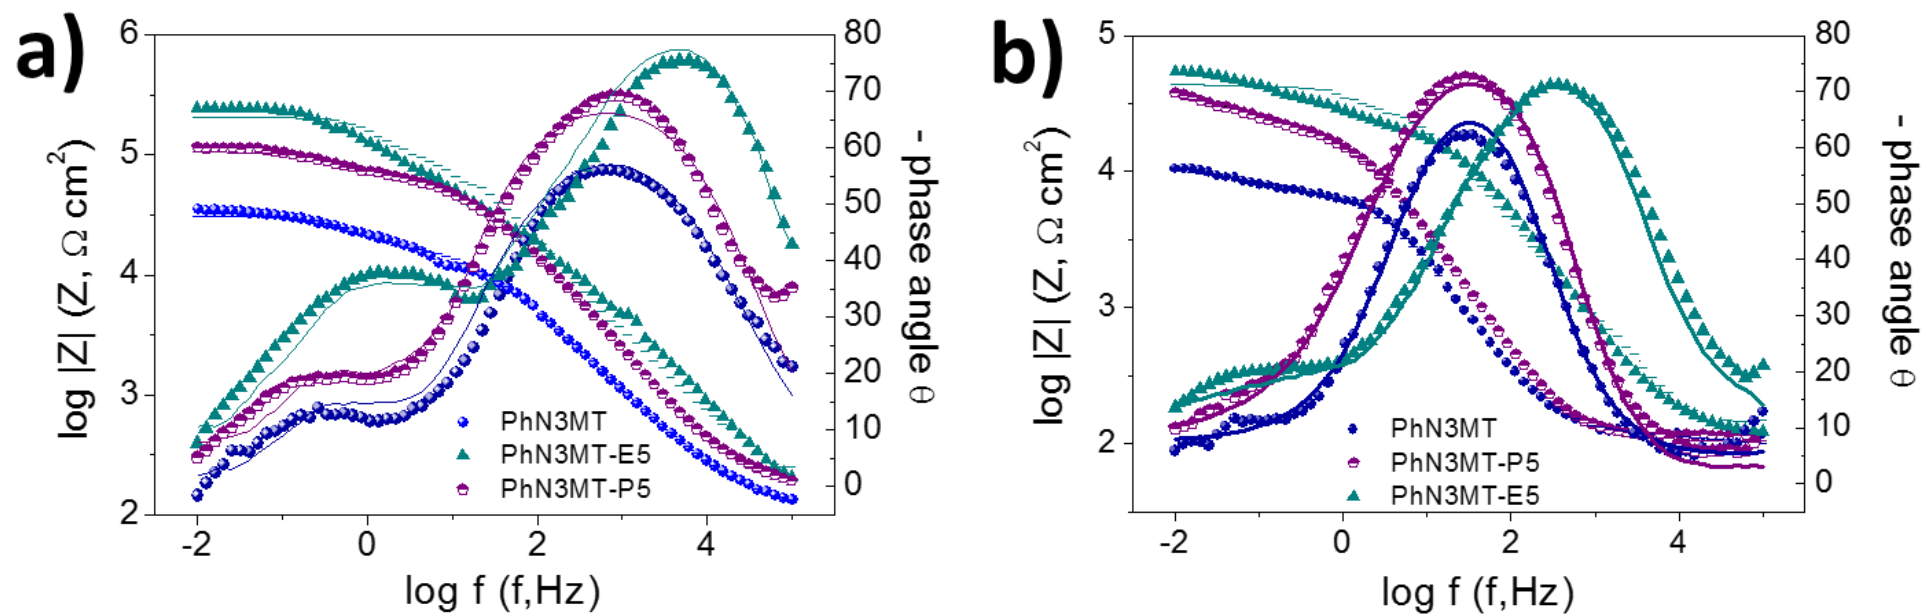 a)
log |Z| (Z, Ω cm²)
6
5
4
3
2
-2
0
2
4
log f (f,Hz)
80
70
60
50
40
30
20
10
0
- phase angle θ
PhN3MT
PhN3MT-E5
PhN3MT-P5
b)
log |Z| (Z, Ω cm²)
5
4
3
2
-2
0
2
4
log f (f,Hz)
80
70
60
50
40
30
20
10
0
- phase angle θ
PhN3MT
PhN3MT-P5
PhN3MT-E5